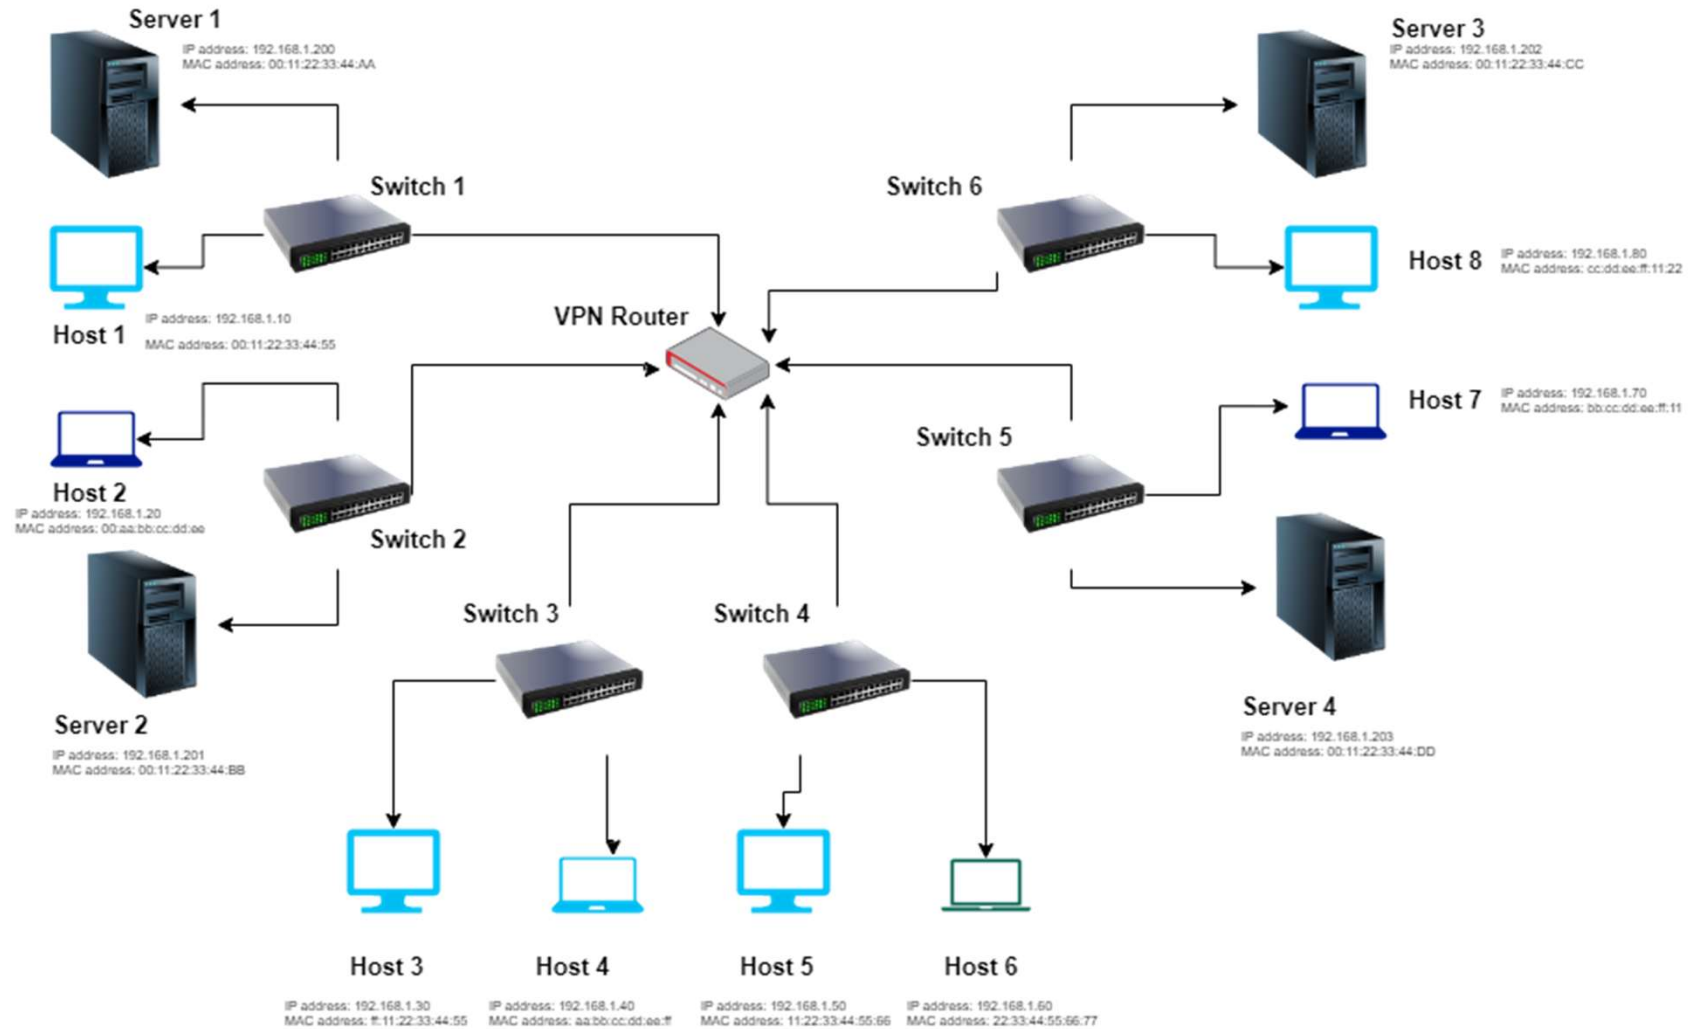 Server 1
IP address: 192.168.1.200
MAC address: 00:11:22:33:44:AA
Server 3
IP address: 192.168.1.202
MAC address: 00:11:22:33:44:CC
Switch 1
Switch 6
Host 1
IP address: 192.168.1.10
MAC address: 00:11:22:33:44:55
VPN Router
Host 8
IP address: 192.168.1.80
MAC address: cc:dd:ee:ff:11:22
Host 7
IP address: 192.168.1.70
MAC address: bb:cc:dd:ee:ff:11
Switch 5
Host 2
IP address: 192.168.1.20
MAC address: 00:aa:bb:cc:dd:ee
Switch 2
Switch 3
Switch 4
Server 2
IP address: 192.168.1.201
MAC address: 00:11:22:33:44:BB
Server 4
IP address: 192.168.1.203
MAC address: 00:11:22:33:44:DD
Host 3
IP address: 192.168.1.30
MAC address: ff:11:22:33:44:55
Host 4
IP address: 192.168.1.40
MAC address: aa:bb:cc:dd:ee:ff
Host 5
IP address: 192.168.1.50
MAC address: 11:22:33:44:55:66
Host 6
IP address: 192.168.1.60
MAC address: 22:33:44:55:66:77